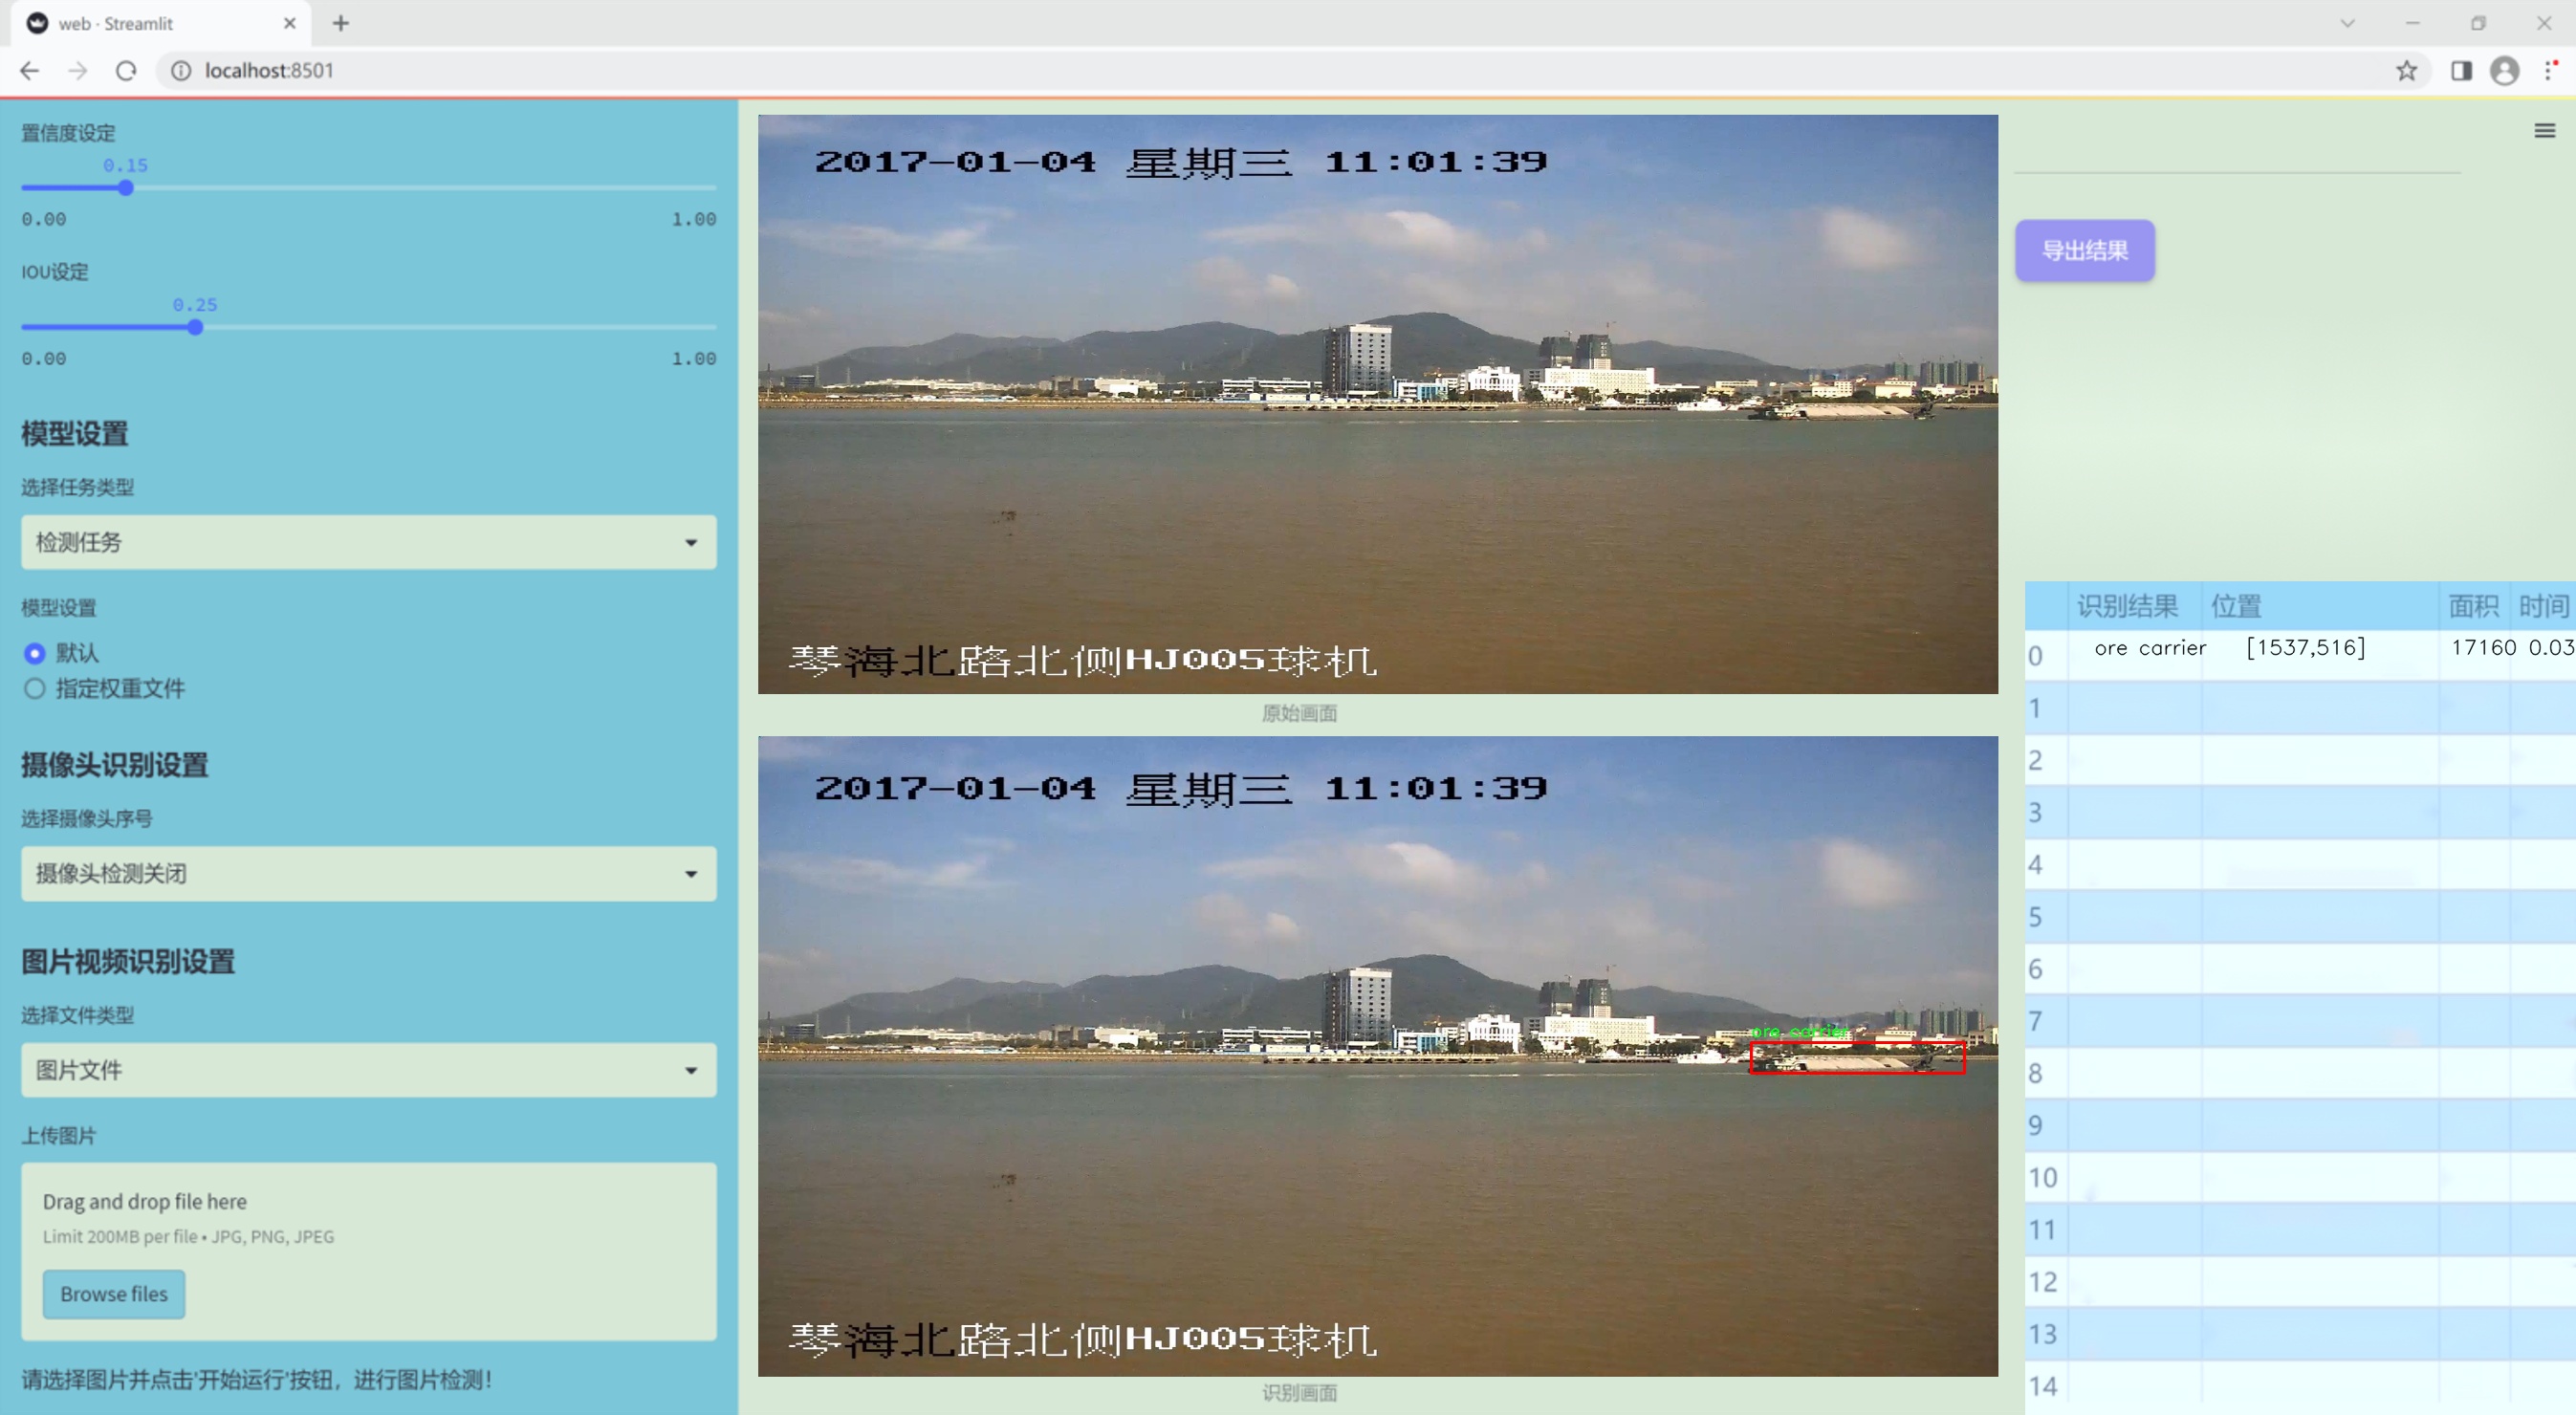 web · Streamlit
localhost:8501
置信度设定
0.15
0.00 1.00
IOU设定
0.25
0.00 1.00
模型设置
选择任务类型
检测任务
模型设置
默认
指定权重文件
摄像头识别设置
选择摄像头序号
摄像头检测关闭
图片视频识别设置
选择文件类型
图片文件
上传图片
Drag and drop file here
Limit 200MB per file • JPG, PNG, JPEG
Browse files
请选择图片并点击'开始运行'按钮，进行图片检测！
2017-01-04 星期三 11:01:39
琴海北路北侧HJ005球机
原始画面
2017-01-04 星期三 11:01:39
ore carrier
琴海北路北侧HJ005球机
识别画面
导出结果
识别结果 位置 面积 时间
0 ore carrier [1537,516] 17160 0.03
1
2
3
4
5
6
7
8
9
10
11
12
13
14